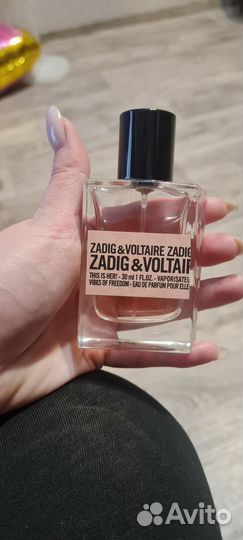 ZADIG&VOLTAIRE ZADIG
ZADIG&VOLTAIR
THIS IS HER! - 30 ml 1 FL.OZ. - VAPORISATEU
VIBES OF FREEDOM - EAU DE PARFUM POUR ELLE
Avito